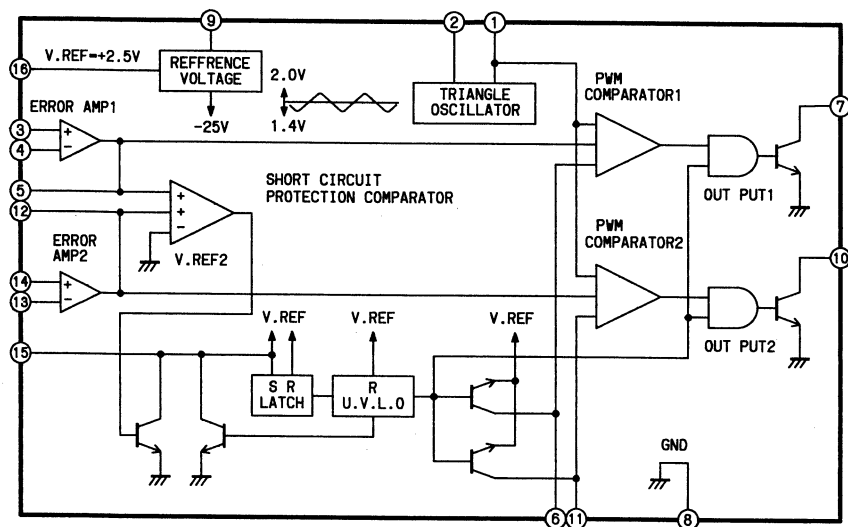 9
2
1
16
V.REF=+2.5V
REFFRENCE
VOLTAGE
2.0V
1.4V
-25V
TRIANGLE
OSCILLATOR
PWM
COMPARATOR1
ERROR AMP1
3
+
4
−
7
OUT PUT1
5
12
+
+
−
SHORT CIRCUIT
PROTECTION COMPARATOR
V.REF2
ERROR
AMP2
14
+
13
−
PWM
COMPARATOR2
10
OUT PUT2
15
V.REF
V.REF
V.REF
S R
LATCH
R
U.V.L.O
GND
6
11
8